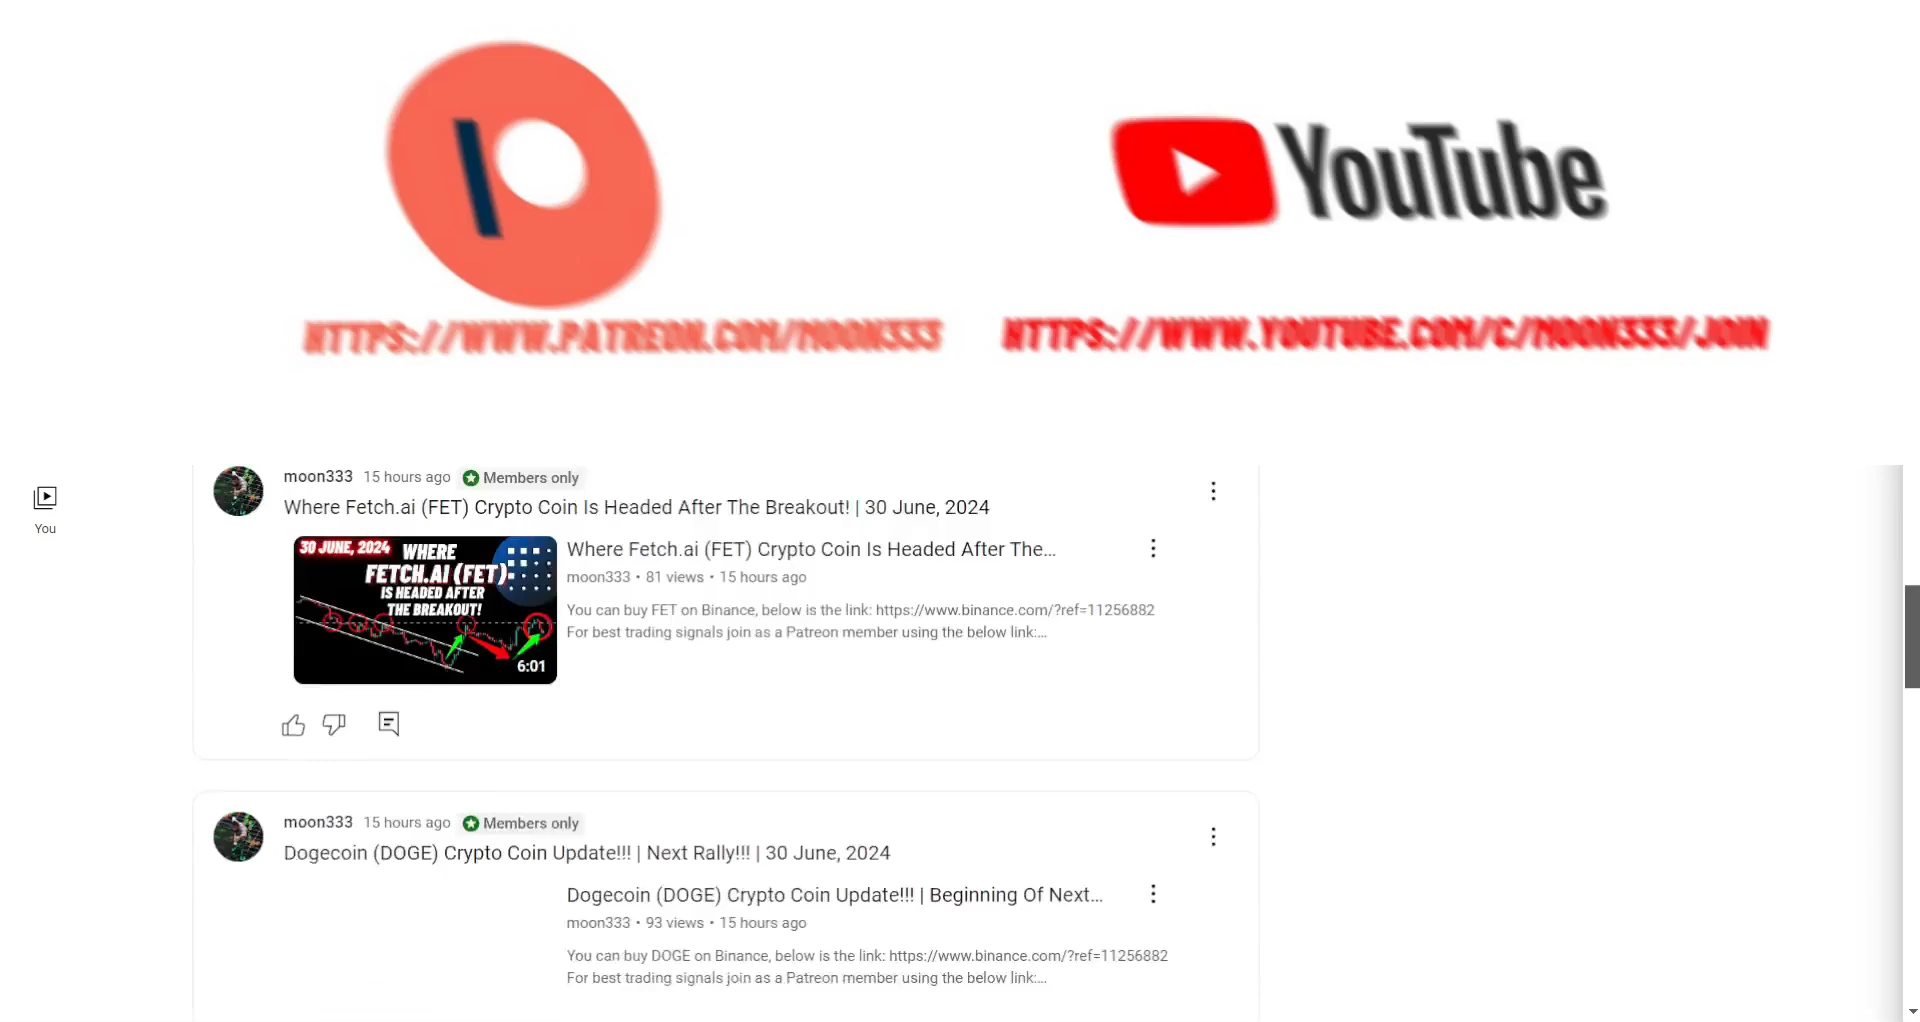 YouTube
HTTPS://WWW.PATREON.COM/MOON333
HTTPS://WWW.YOUTUBE.COM/C/MOON333/JOIN
You
moon333 15 hours ago Members only
Where Fetch.ai (FET) Crypto Coin Is Headed After The Breakout! | 30 June, 2024
30 JUNE, 2024 WHERE
FETCH.AI (FET)
IS HEADED AFTER
THE BREAKOUT!
6:01
Where Fetch.ai (FET) Crypto Coin Is Headed After The...
moon333 • 81 views • 15 hours ago
You can buy FET on Binance, below is the link: https://www.binance.com/?ref=11256882
For best trading signals join as a Patreon member using the below link:...
moon333 15 hours ago Members only
Dogecoin (DOGE) Crypto Coin Update!!! | Next Rally!!! | 30 June, 2024
Dogecoin (DOGE) Crypto Coin Update!!! | Beginning Of Next...
moon333 • 93 views • 15 hours ago
You can buy DOGE on Binance, below is the link: https://www.binance.com/?ref=11256882
For best trading signals join as a Patreon member using the below link:...